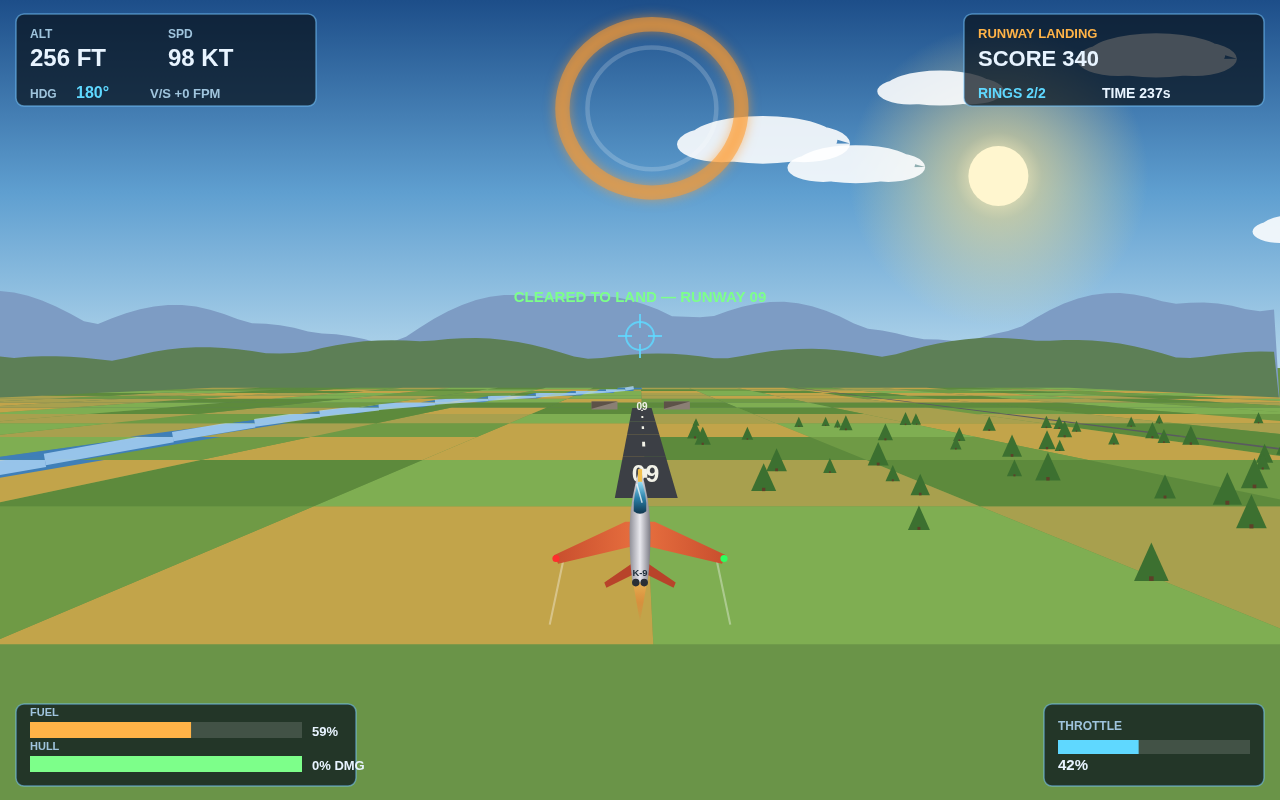 ALT SPD
256 FT 98 KT
HDG 180° V/S +0 FPM
RUNWAY LANDING
SCORE 340
RINGS 2/2 TIME 237s
CLEARED TO LAND — RUNWAY 09
09
09
K-9
FUEL
59%
HULL
0% DMG
THROTTLE
42%